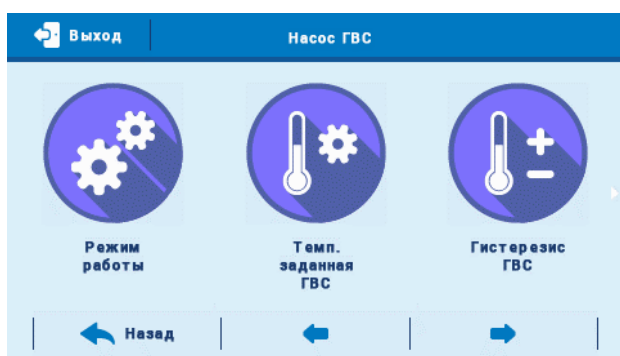 Выход
Насос ГВС
Режим
работы
Темп.
заданная
ГВС
Гистерезис
ГВС
Назад